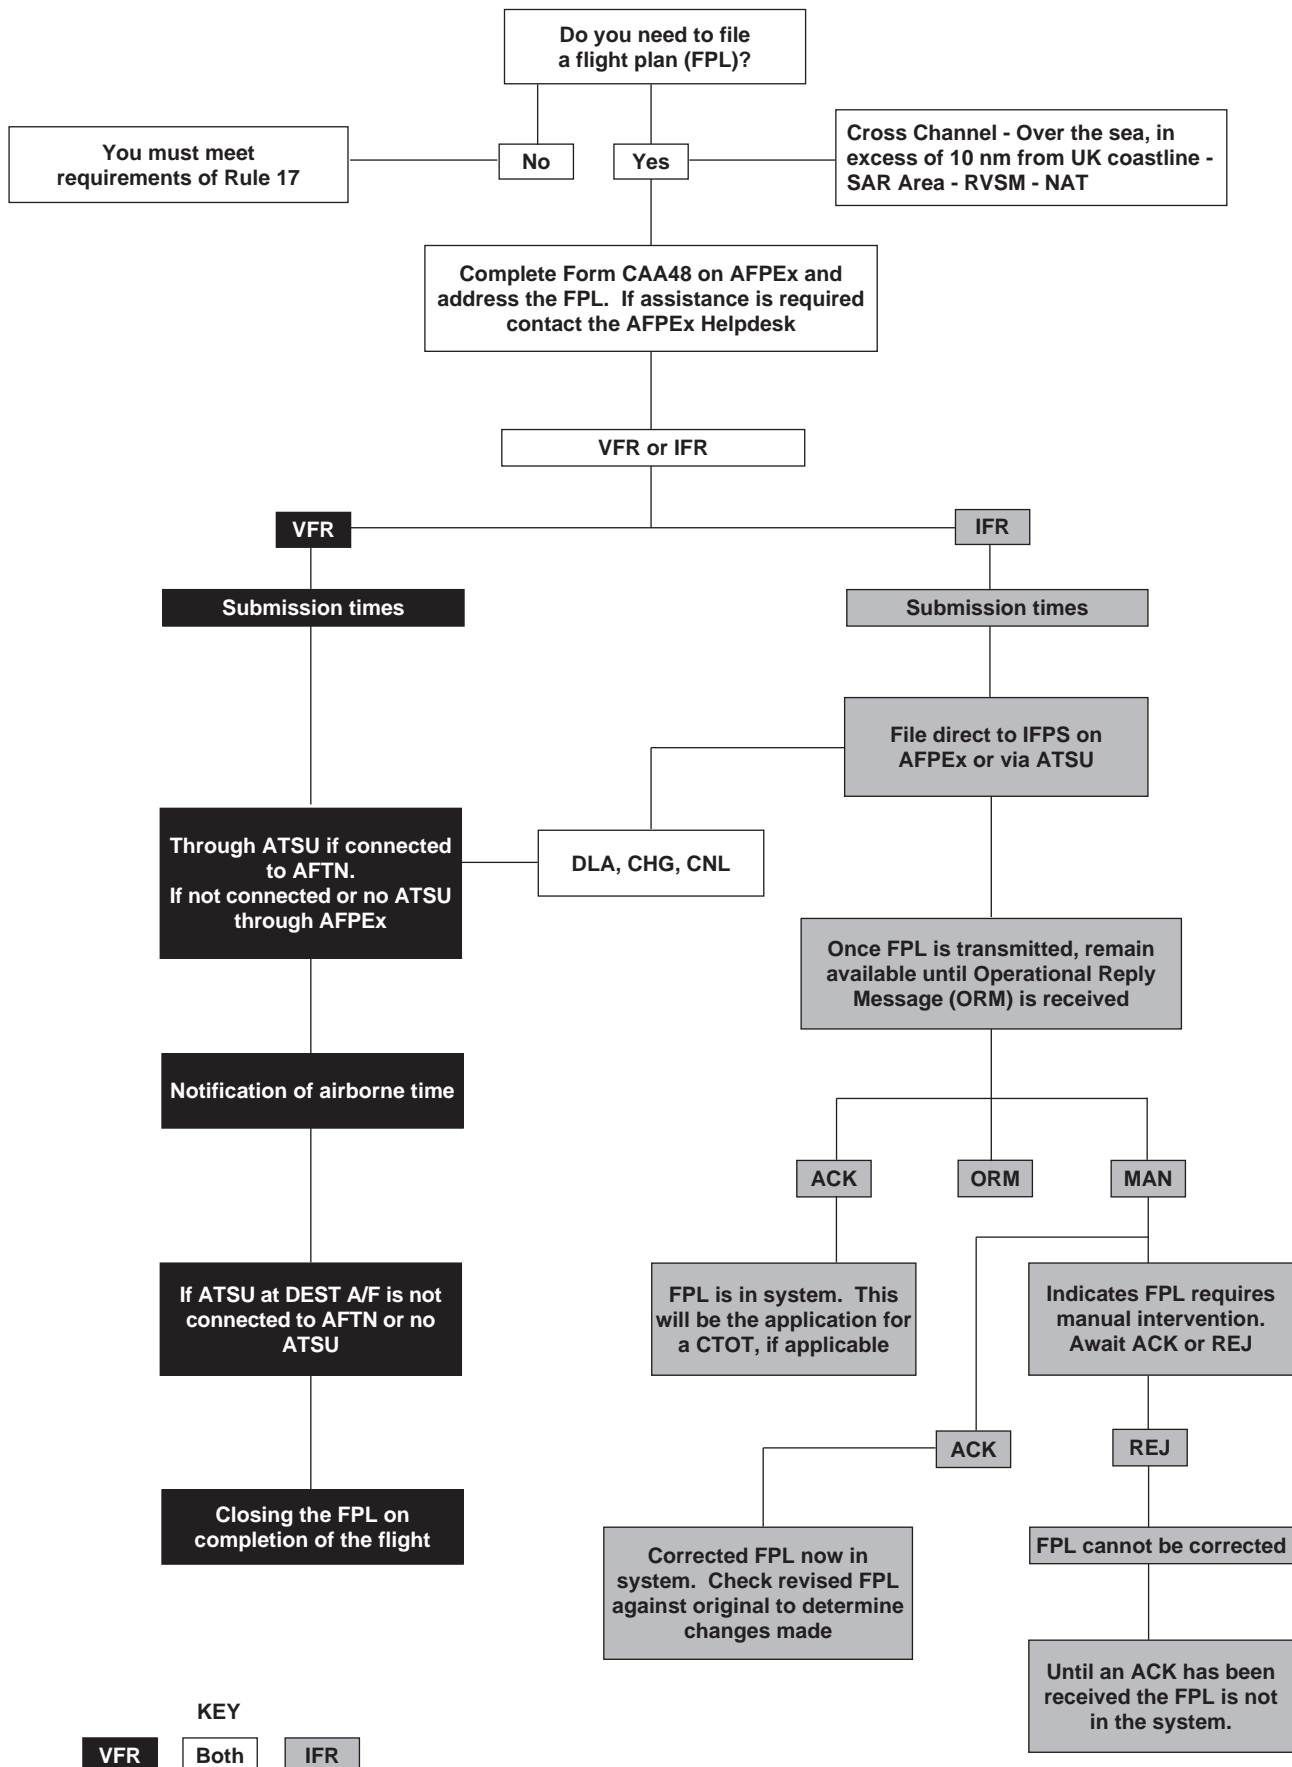 Do you need to file
a flight plan (FPL)?
You must meet
requirements of Rule 17
No
Yes
Cross Channel - Over the sea, in
excess of 10 nm from UK coastline -
SAR Area - RVSM - NAT
Complete Form CAA48 on AFPEx and
address the FPL. If assistance is required
contact the AFPEx Helpdesk
VFR or IFR
VFR
IFR
Submission times
Submission times
File direct to IFPS on
AFPEx or via ATSU
Through ATSU if connected
to AFTN.
If not connected or no ATSU
through AFPEx
DLA, CHG, CNL
Once FPL is transmitted, remain
available until Operational Reply
Message (ORM) is received
Notification of airborne time
ACK
ORM
MAN
If ATSU at DEST A/F is not
connected to AFTN or no
ATSU
FPL is in system. This
will be the application for
a CTOT, if applicable
Indicates FPL requires
manual intervention.
Await ACK or REJ
ACK
REJ
Closing the FPL on
completion of the flight
Corrected FPL now in
system. Check revised FPL
against original to determine
changes made
FPL cannot be corrected
Until an ACK has been
received the FPL is not
in the system.
KEY
VFR
Both
IFR